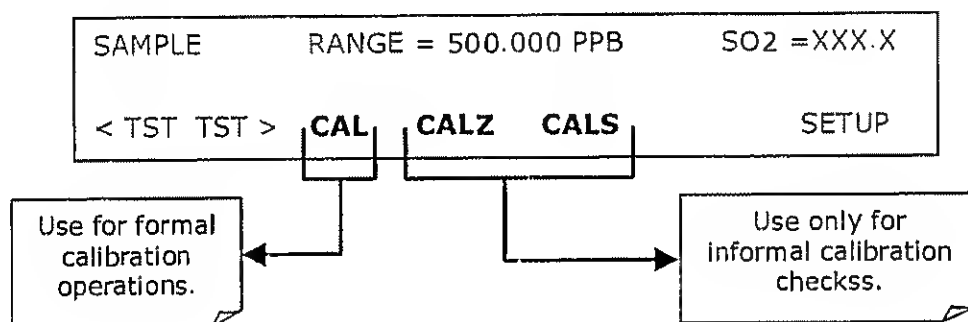 SAMPLE RANGE = 500.000 PPB SO2 =XXX.X
< TST TST > CAL CALZ CALS SETUP
Use for formal
calibration
operations.
Use only for
informal calibration
checkss.